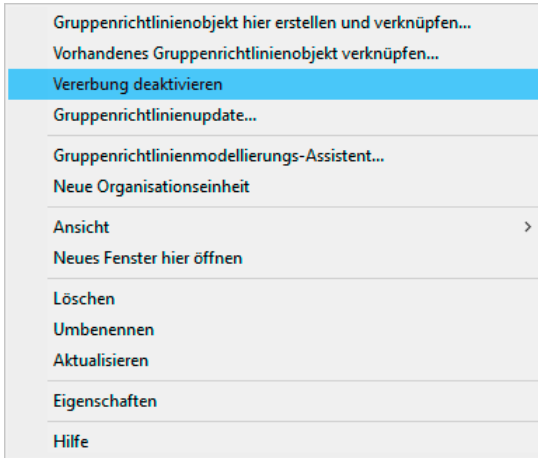 Gruppenrichtlinienobjekt hier erstellen und verknüpfen...
Vorhandenes Gruppenrichtlinienobjekt verknüpfen...
Vererbung deaktivieren
Gruppenrichtlinienupdate...
Gruppenrichtlinienmodellierungs-Assistent...
Neue Organisationseinheit
Ansicht
Neues Fenster hier öffnen
Löschen
Umbenennen
Aktualisieren
Eigenschaften
Hilfe